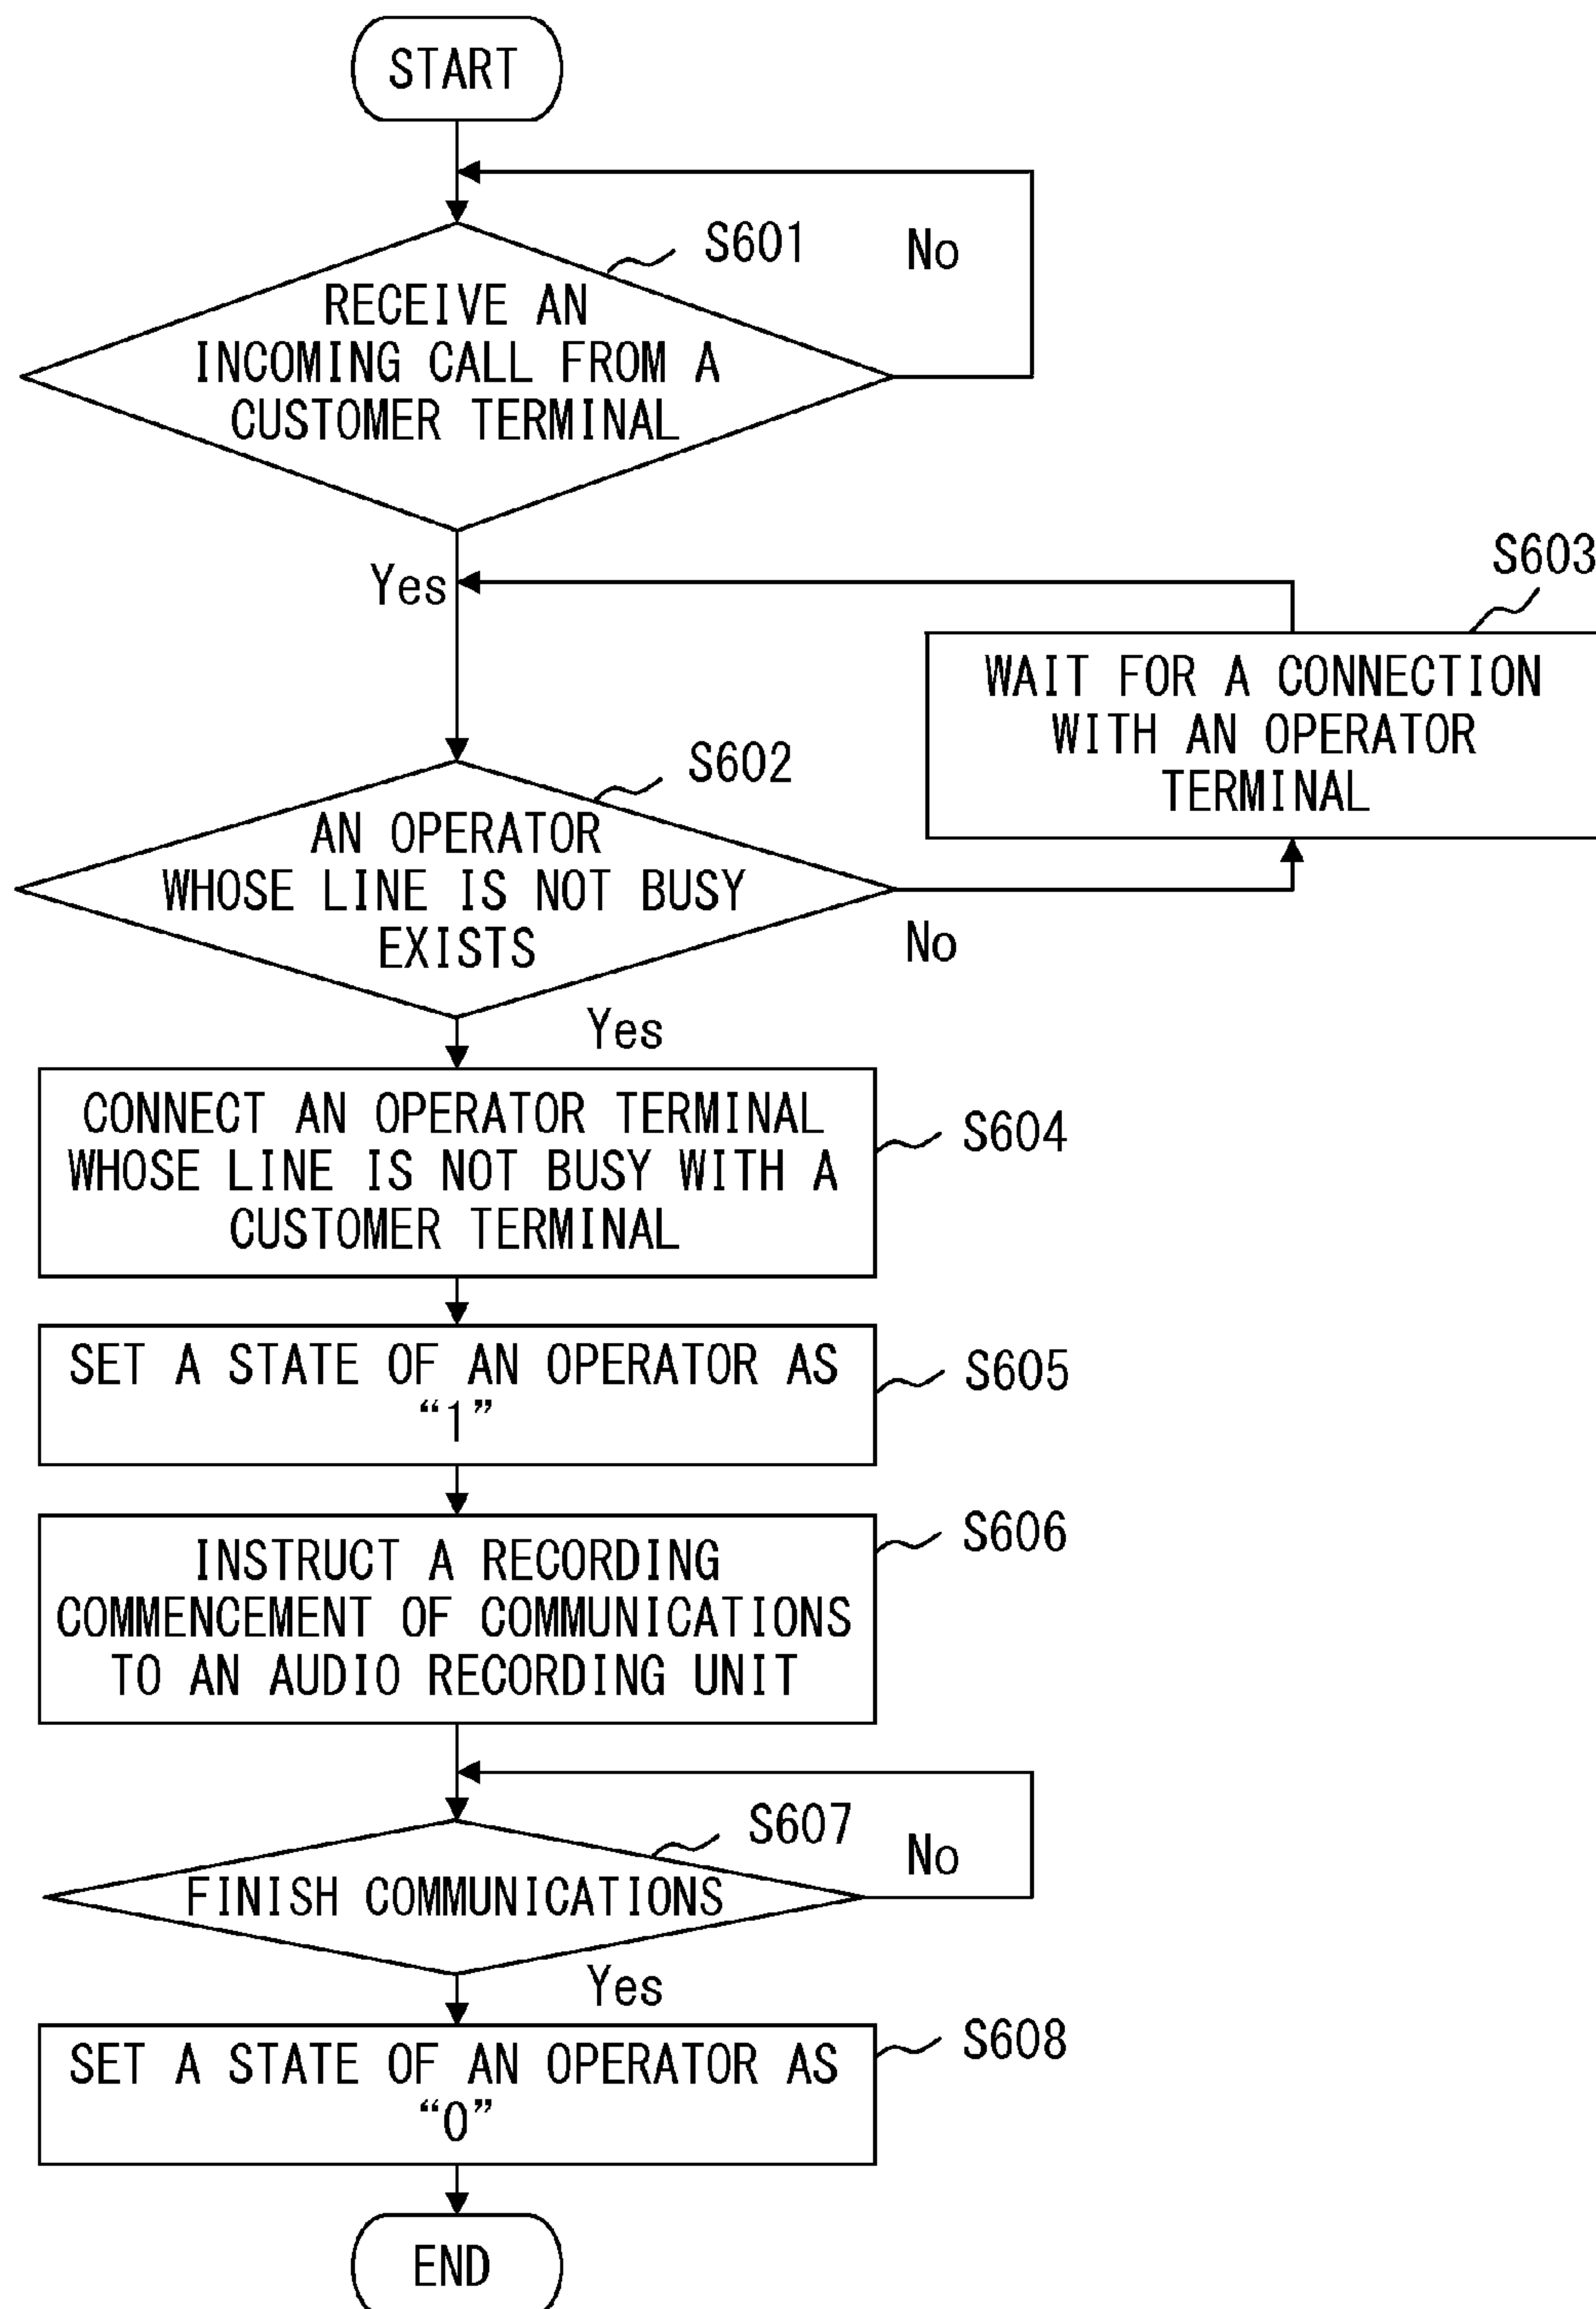 START
S601
No
RECEIVE AN
INCOMING CALL FROM A
CUSTOMER TERMINAL
Yes
S603
WAIT FOR A CONNECTION
WITH AN OPERATOR
TERMINAL
S602
AN OPERATOR
WHOSE LINE IS NOT BUSY
EXISTS
No
Yes
CONNECT AN OPERATOR TERMINAL
WHOSE LINE IS NOT BUSY WITH A
CUSTOMER TERMINAL
S604
SET A STATE OF AN OPERATOR AS
“1”
S605
INSTRUCT A RECORDING
COMMENCEMENT OF COMMUNICATIONS
TO AN AUDIO RECORDING UNIT
S606
S607
No
FINISH COMMUNICATIONS
Yes
SET A STATE OF AN OPERATOR AS
“0”
S608
END